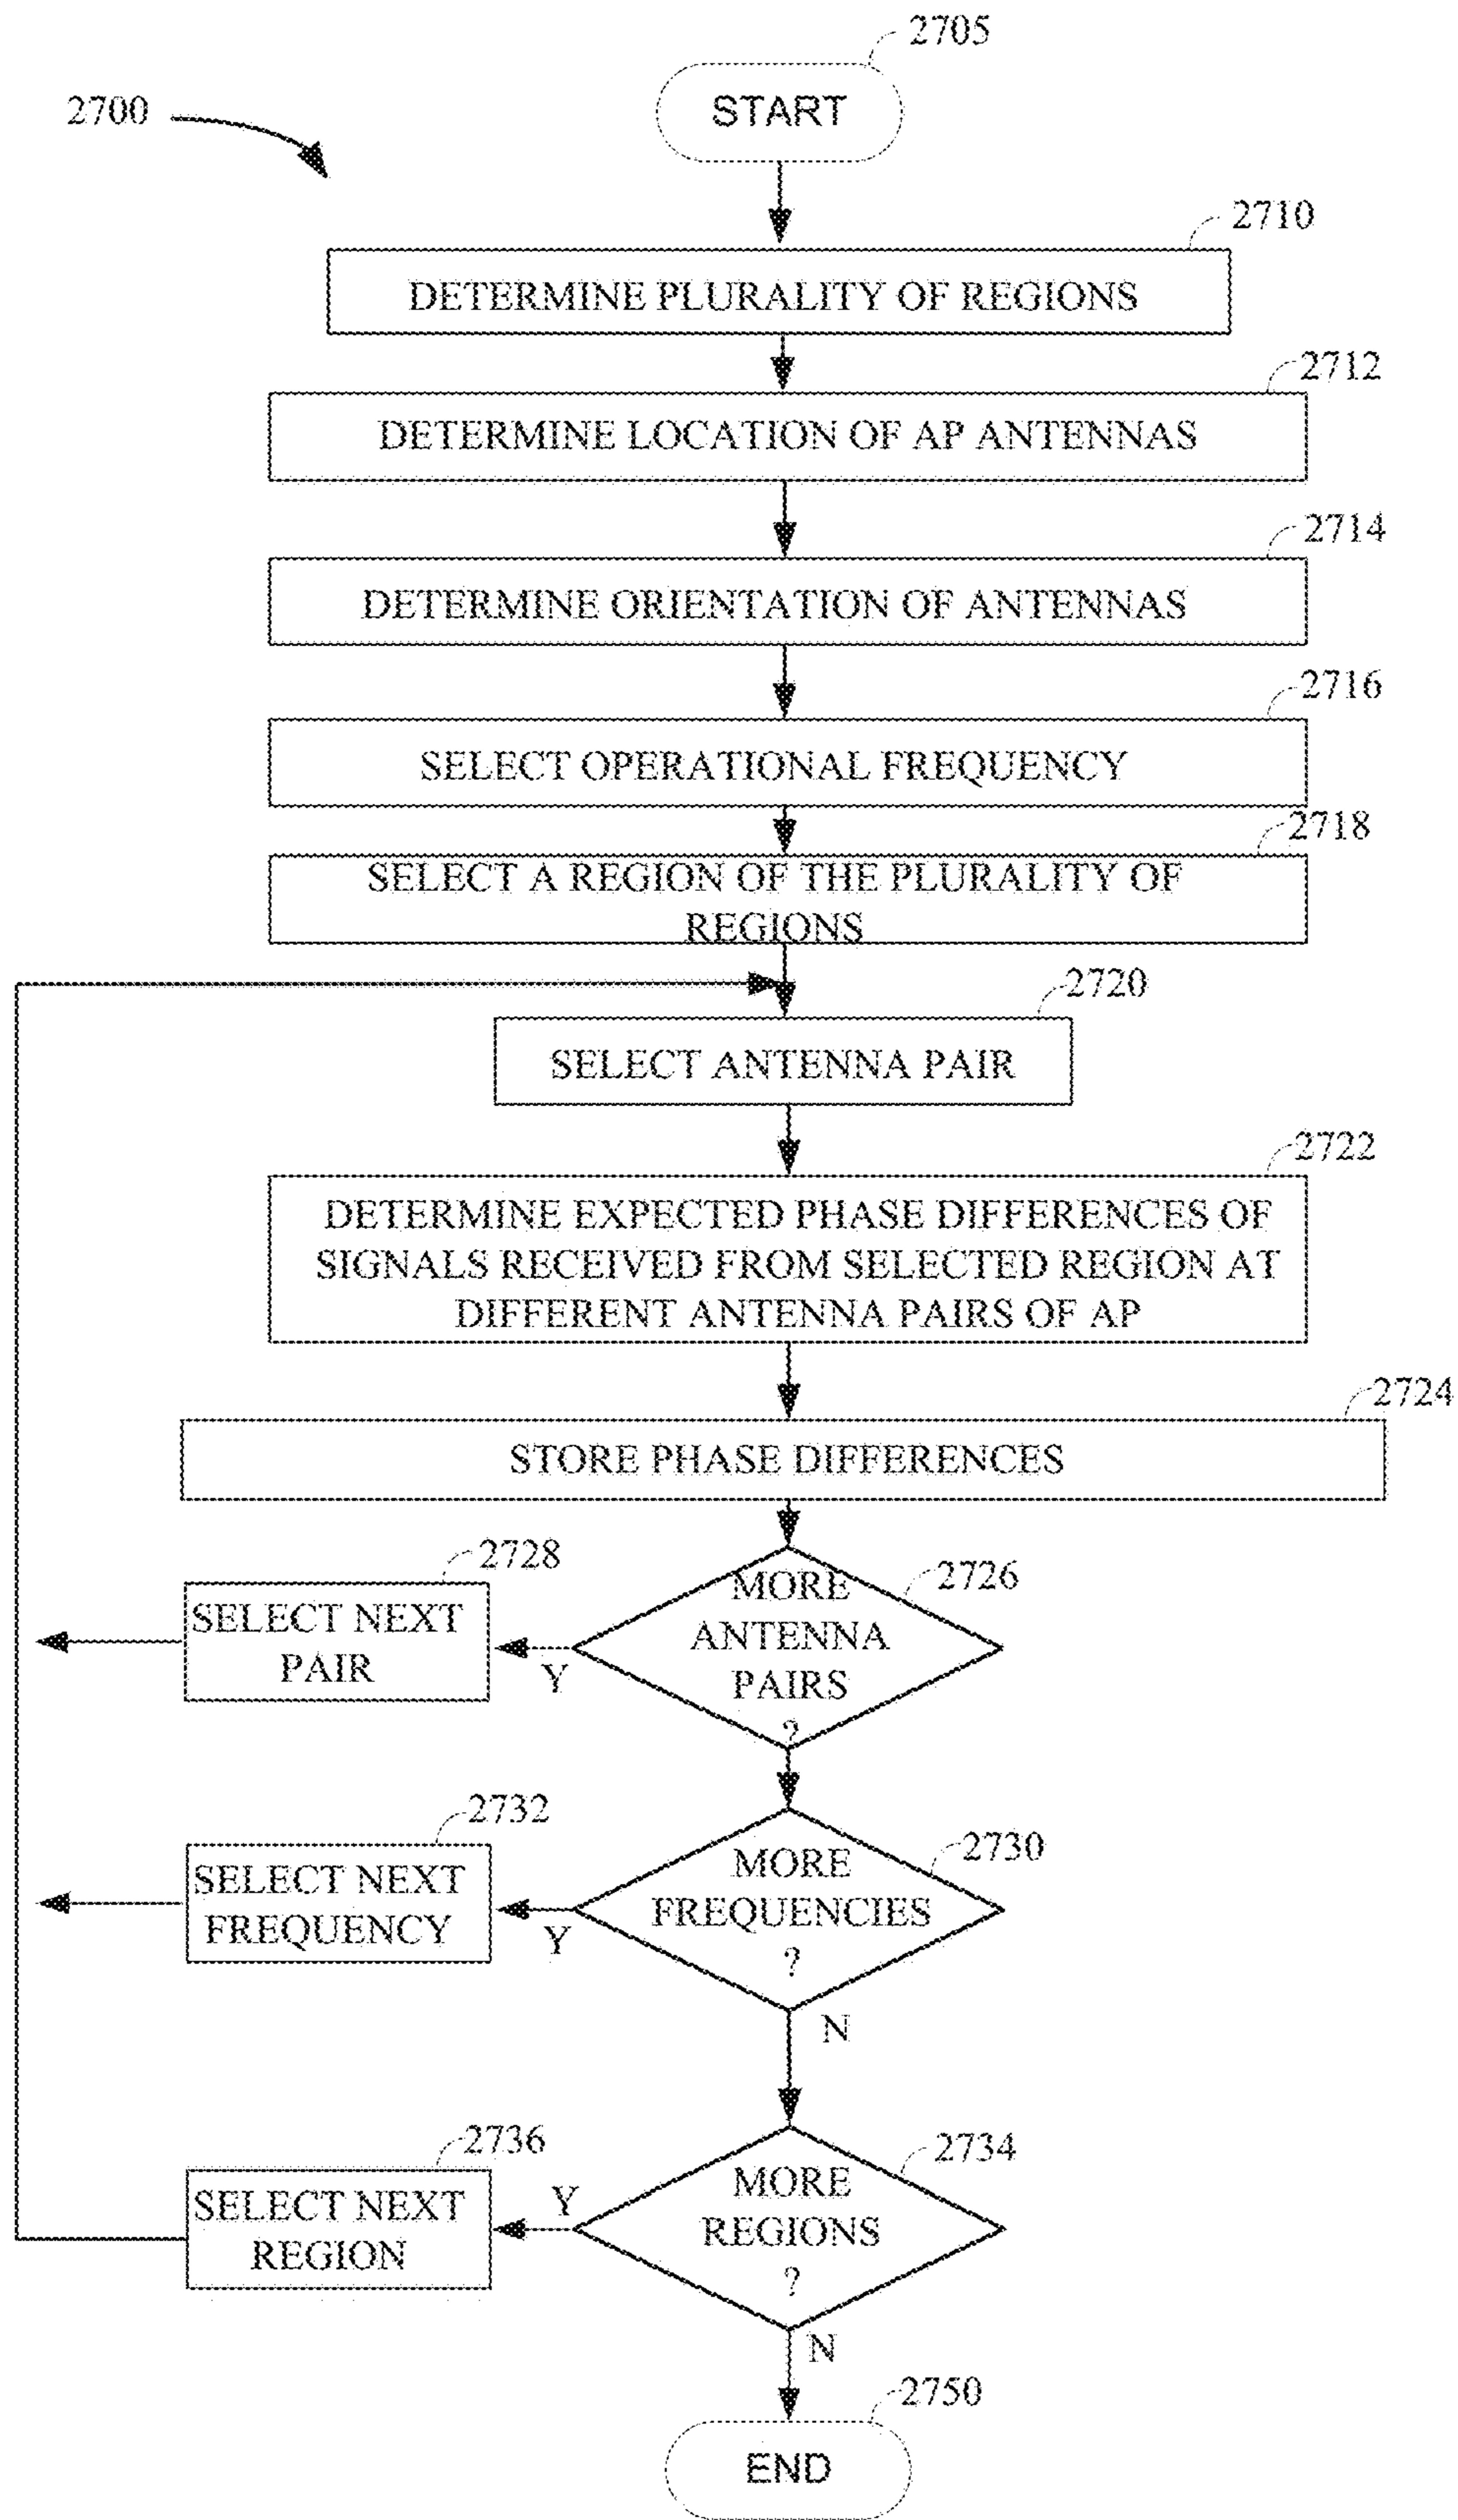 2705
START
2700
2710
DETERMINE PLURALITY OF REGIONS
2712
DETERMINE LOCATION OF AP ANTENNAS
2714
DETERMINE ORIENTATION OF ANTENNAS
2716
SELECT OPERATIONAL FREQUENCY
2718
SELECT A REGION OF THE PLURALITY OF
REGIONS
2720
SELECT ANTENNA PAIR
2722
DETERMINE EXPECTED PHASE DIFFERENCES OF
SIGNALS RECEIVED FROM SELECTED REGION AT
DIFFERENT ANTENNA PAIRS OF AP
2724
STORE PHASE DIFFERENCES
2728
SELECT NEXT
PAIR
Y
2726
MORE
ANTENNA
PAIRS
?
2732
SELECT NEXT
FREQUENCY
Y
2730
MORE
FREQUENCIES
?
N
2736
SELECT NEXT
REGION
Y
2734
MORE
REGIONS
?
N
2750
END